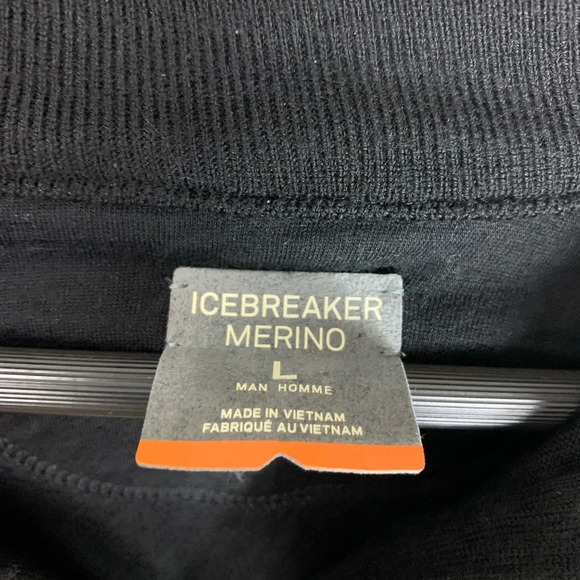 ICEBREAKER
MERINO
L
MAN HOMME
MADE IN VIETNAM
FABRIQUÉ AU VIETNAM